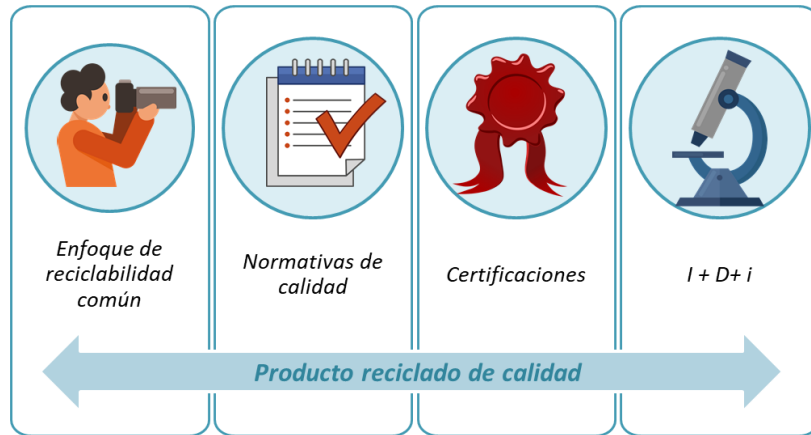 Enfoque de
reciclabilidad
común
Normativas de
calidad
Certificaciones
I + D+ i
Producto reciclado de calidad